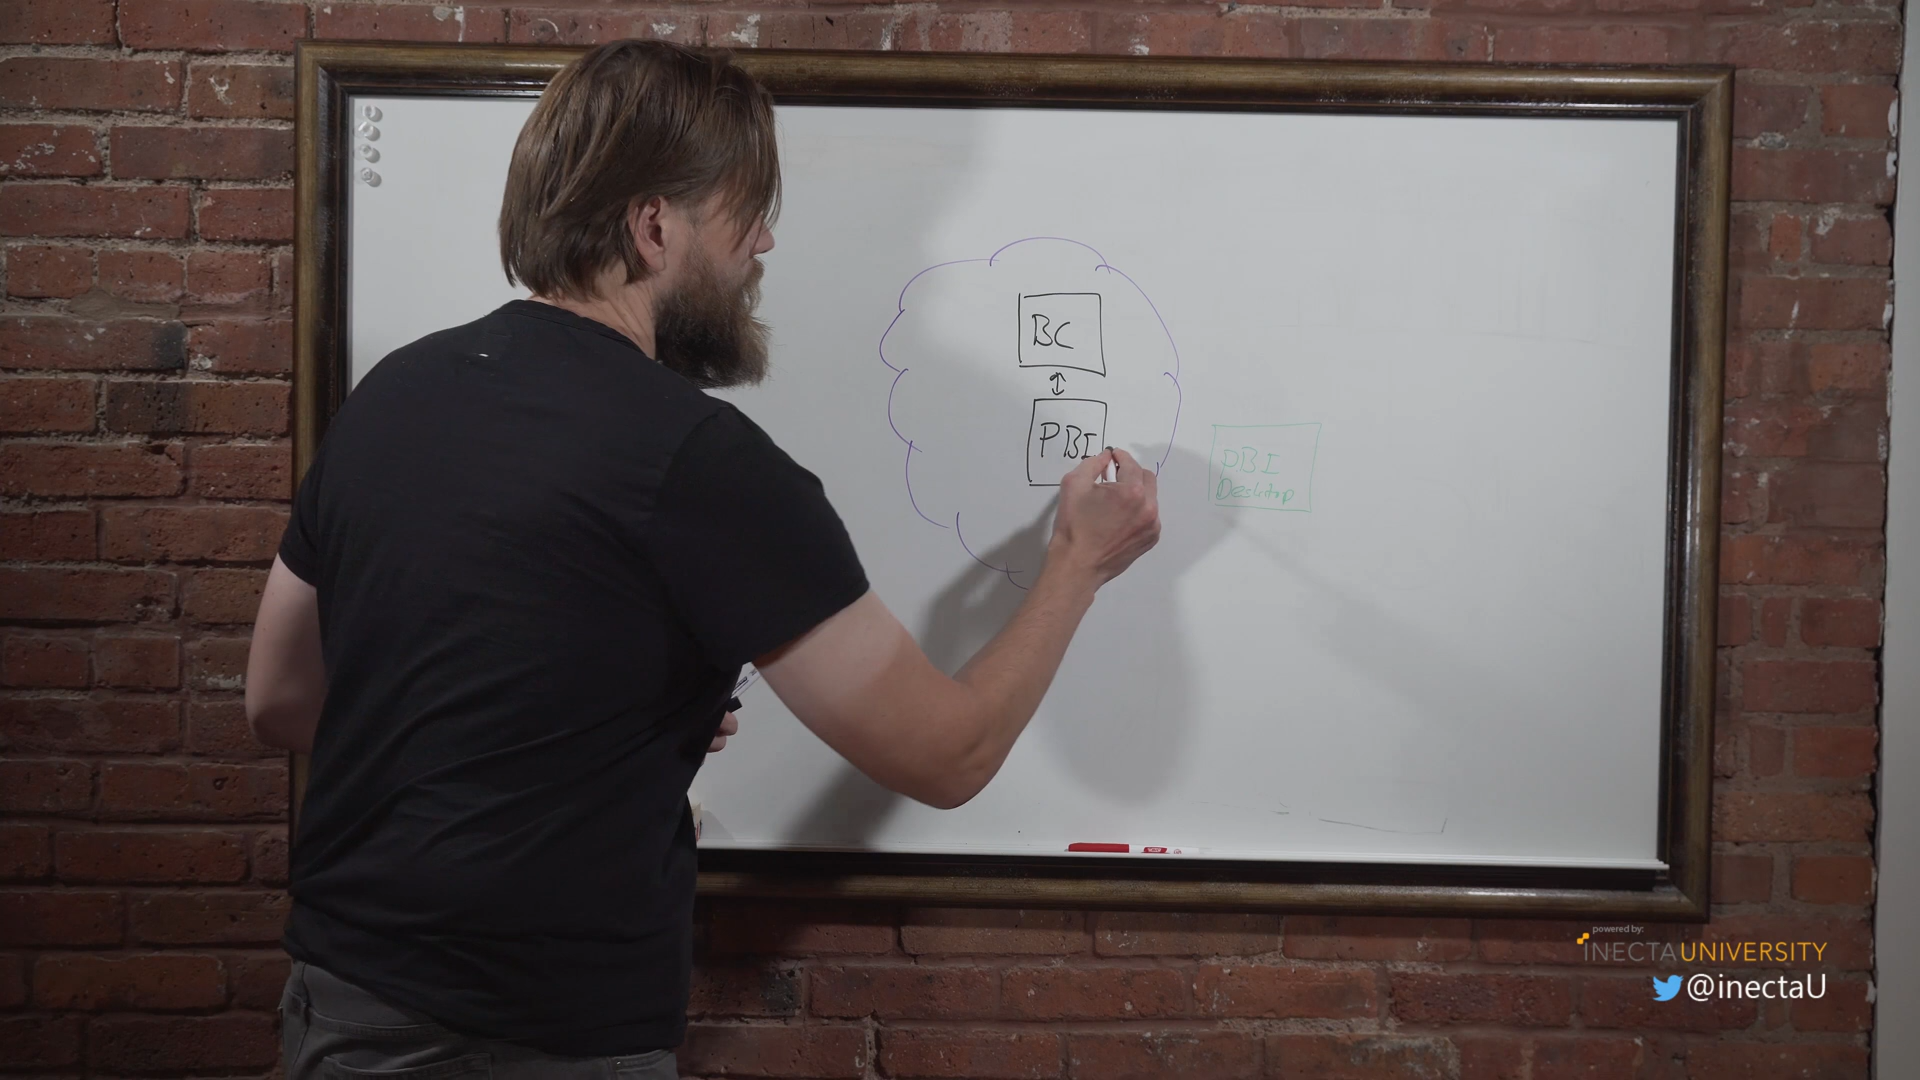 BC
PBI
PBI
Desktop
powered by:
INECTAUNIVERSITY
@inectaU